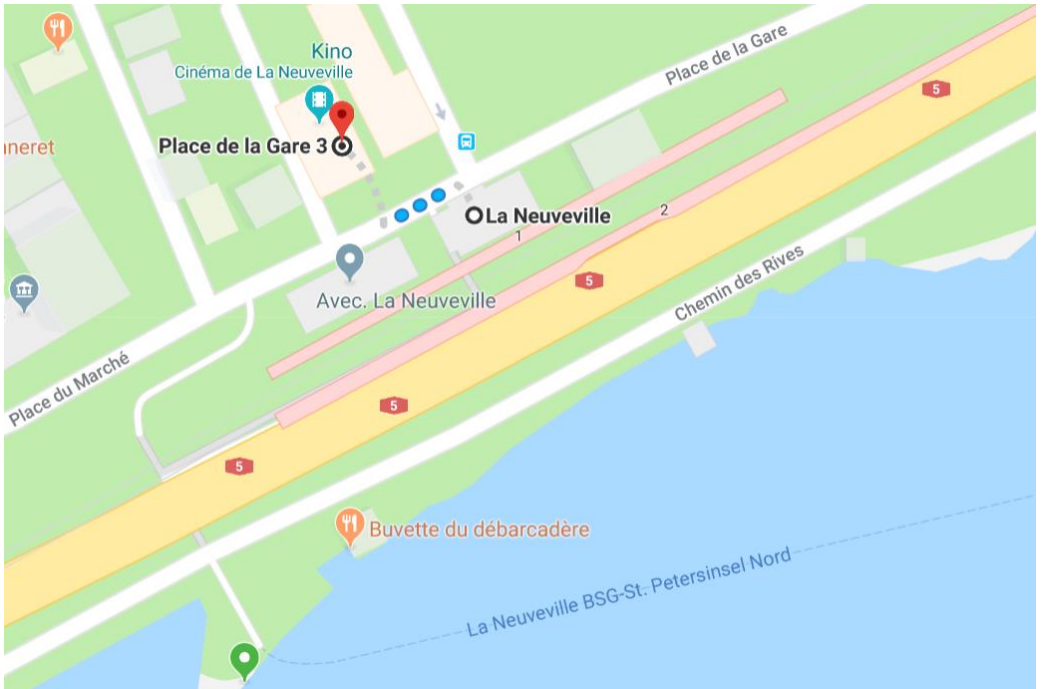 Kino
Cinéma de La Neuveville
Place de la Gare
5
Place de la Gare 3
nneret
La Neuveville
2
1
5
Avec. La Neuveville
Chemin des Rives
Place du Marché
5
5
Buvette du débarcadère
La Neuveville BSG-St. Petersinsel Nord